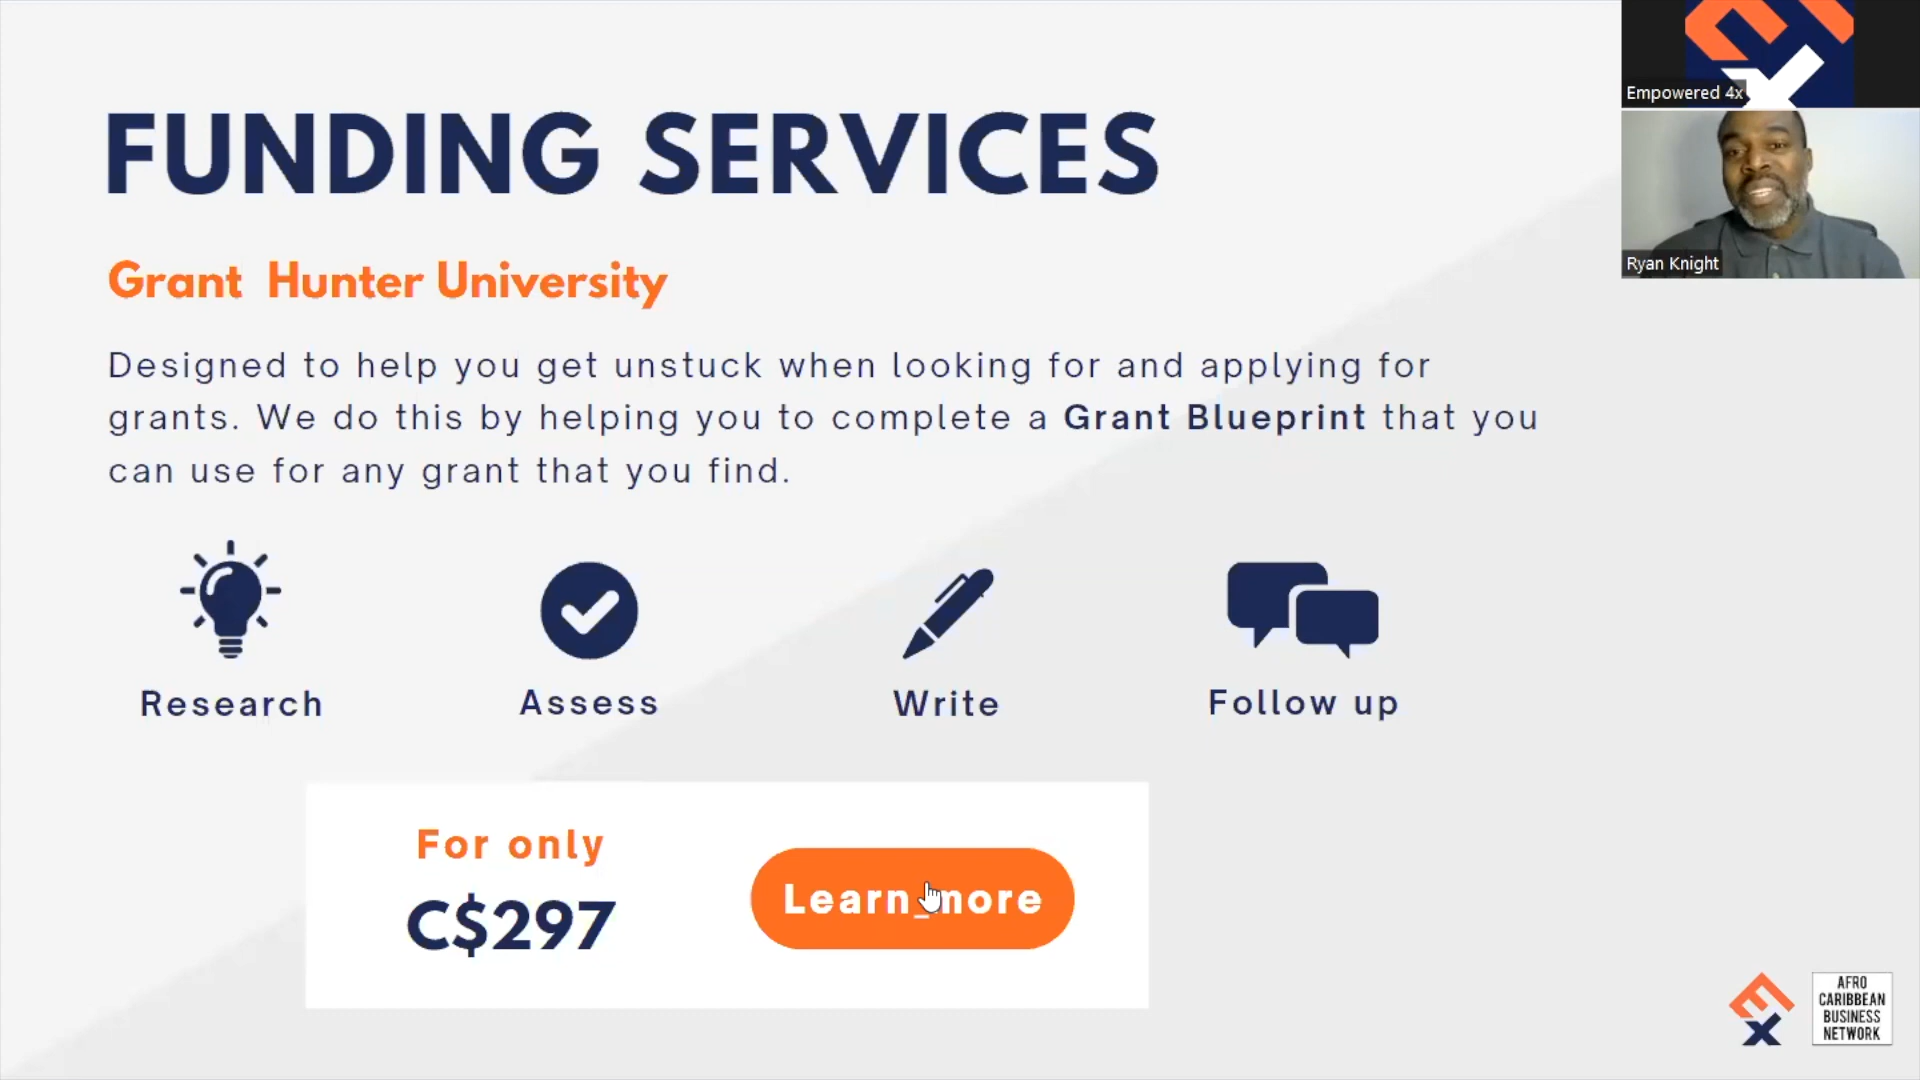 FUNDING SERVICES
Grant Hunter University
Designed to help you get unstuck when looking for and applying for
grants. We do this by helping you to complete a Grant Blueprint that you
can use for any grant that you find.
Research
Assess
Write
Follow up
For only
C$297
Learn more
Empowered 4x
Ryan Knight
AFRO
CARIBBEAN
BUSINESS
NETWORK